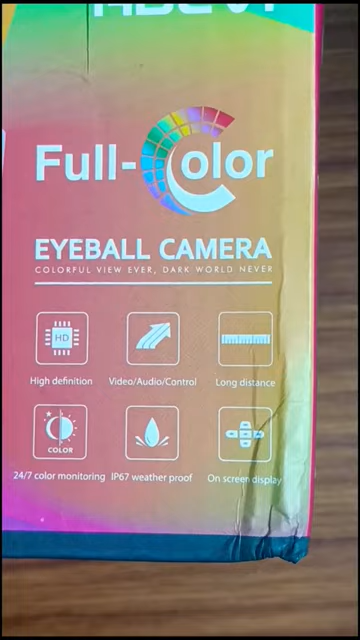 Full-Color
EYEBALL CAMERA
COLORFUL VIEW EVER, DARK WORLD NEVER
HD
High definition Video/Audio/Control Long distance
COLOR
24/7 color monitoring IP67 weather proof On screen display